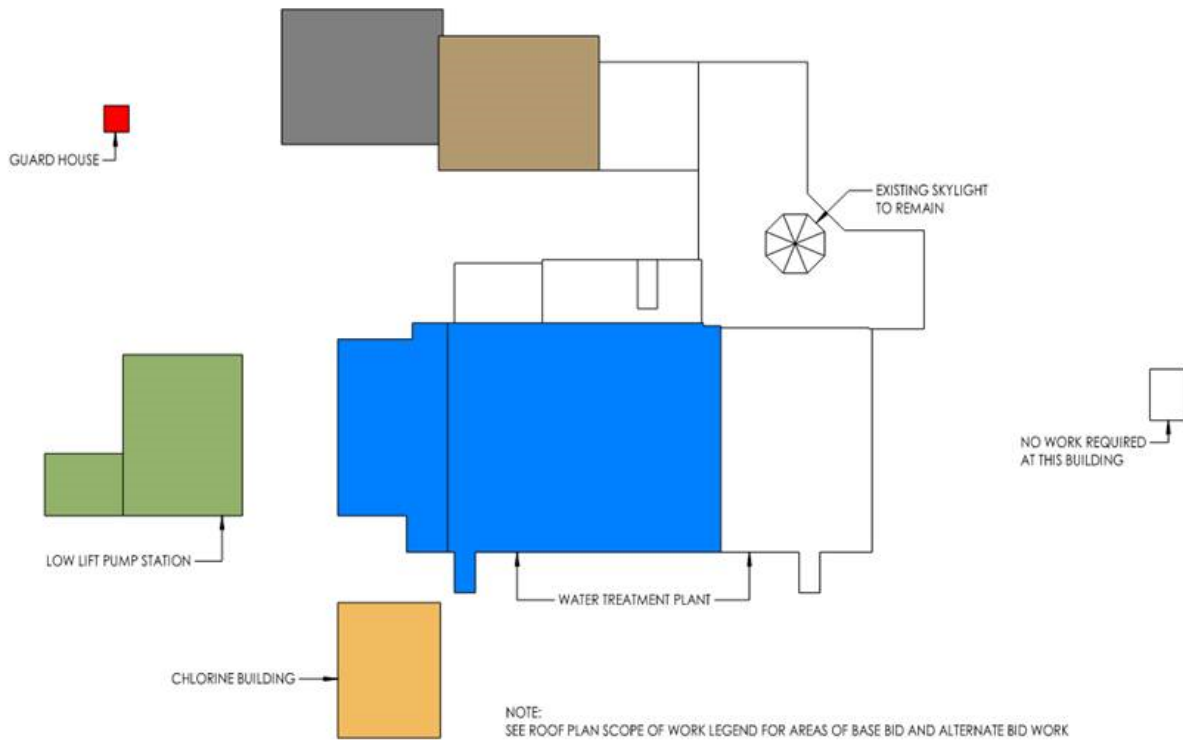 GUARD HOUSE
EXISTING SKYLIGHT
TO REMAIN
NO WORK REQUIRED
AT THIS BUILDING
LOW LIFT PUMP STATION
WATER TREATMENT PLANT
CHLORINE BUILDING
NOTE:
SEE ROOF PLAN SCOPE OF WORK LEGEND FOR AREAS OF BASE BID AND ALTERNATE BID WORK